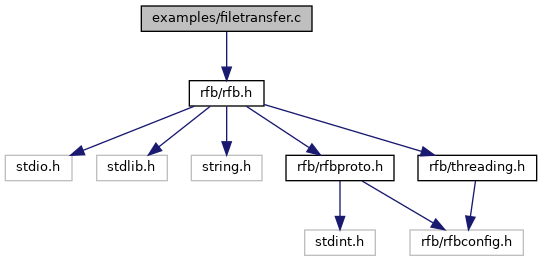 examples/filetransfer.c
rfb/rfb.h
stdio.h
stdlib.h
string.h
rfb/rfbproto.h
rfb/threading.h
stdint.h
rfb/rfbconfig.h